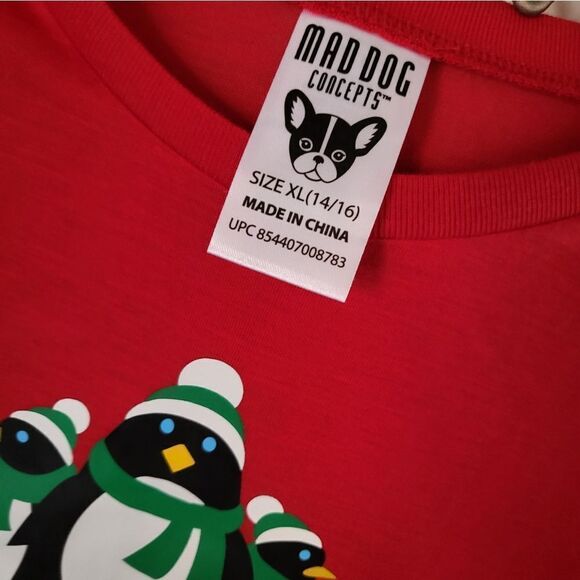 MAD DOG
CONCEPTS™
SIZE XL(14/16)
MADE IN CHINA
UPC 854407008783